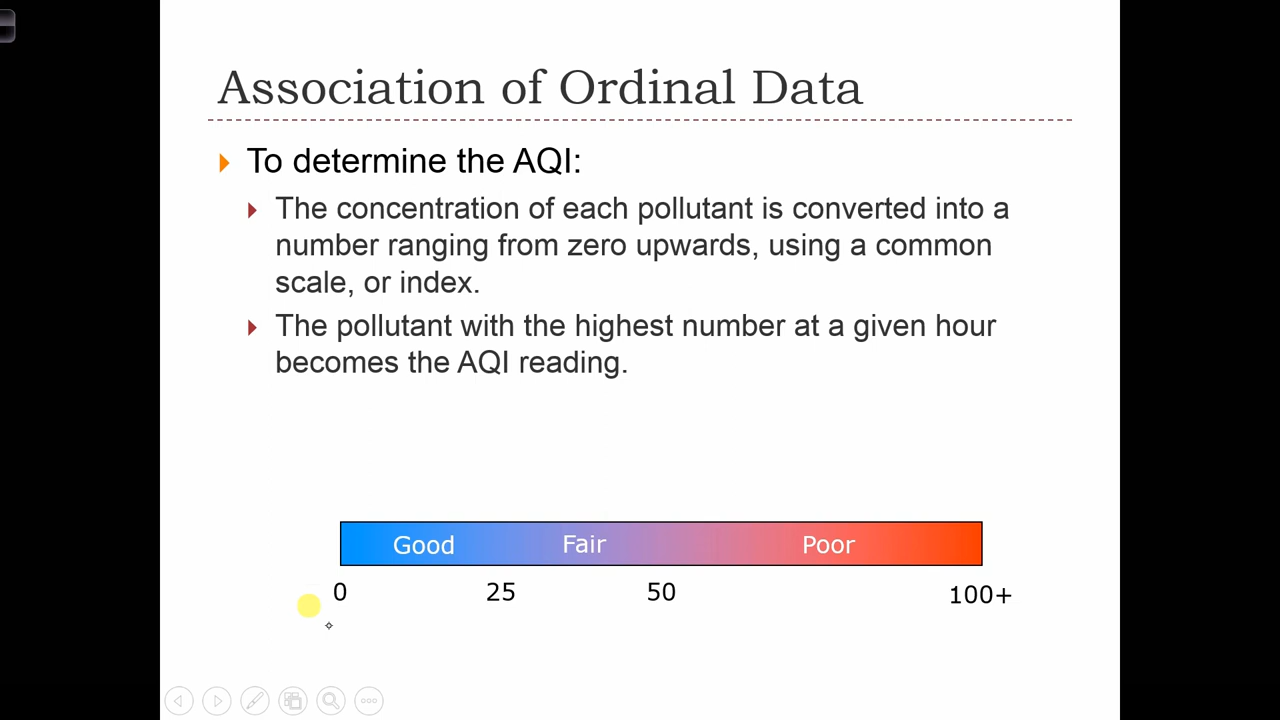 Association of Ordinal Data
To determine the AQI:
The concentration of each pollutant is converted into a
number ranging from zero upwards, using a common
scale, or index.
The pollutant with the highest number at a given hour
becomes the AQI reading.
Good Fair Poor
0 25 50 100+